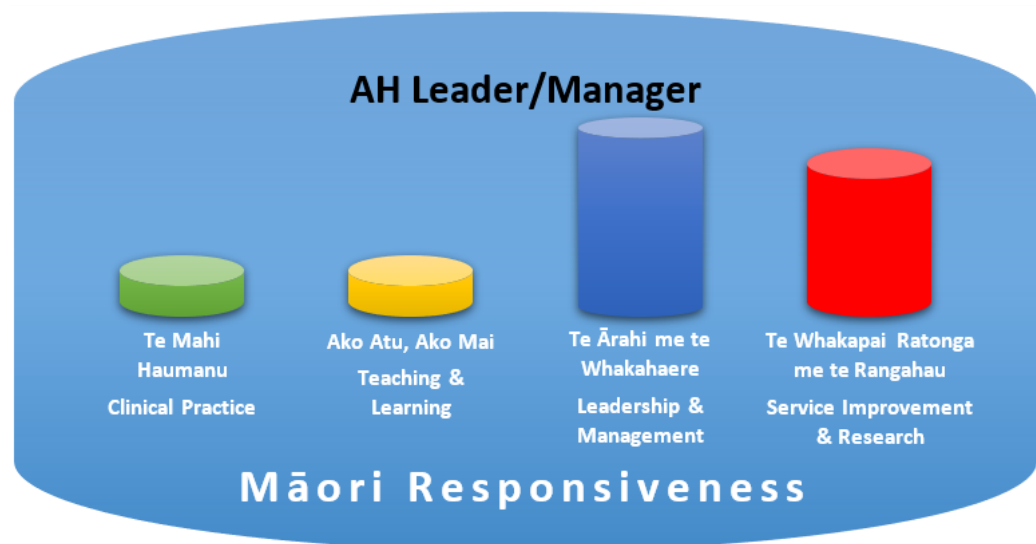 AH Leader/Manager
Te Mahi
Haumanu
Clinical Practice
Ako Atu, Ako Mai
Teaching &
Learning
Te Ārahi me te
Whakahaere
Leadership &
Management
Te Whakapai Ratonga
me te Rangahau
Service Improvement
& Research
Māori Responsiveness